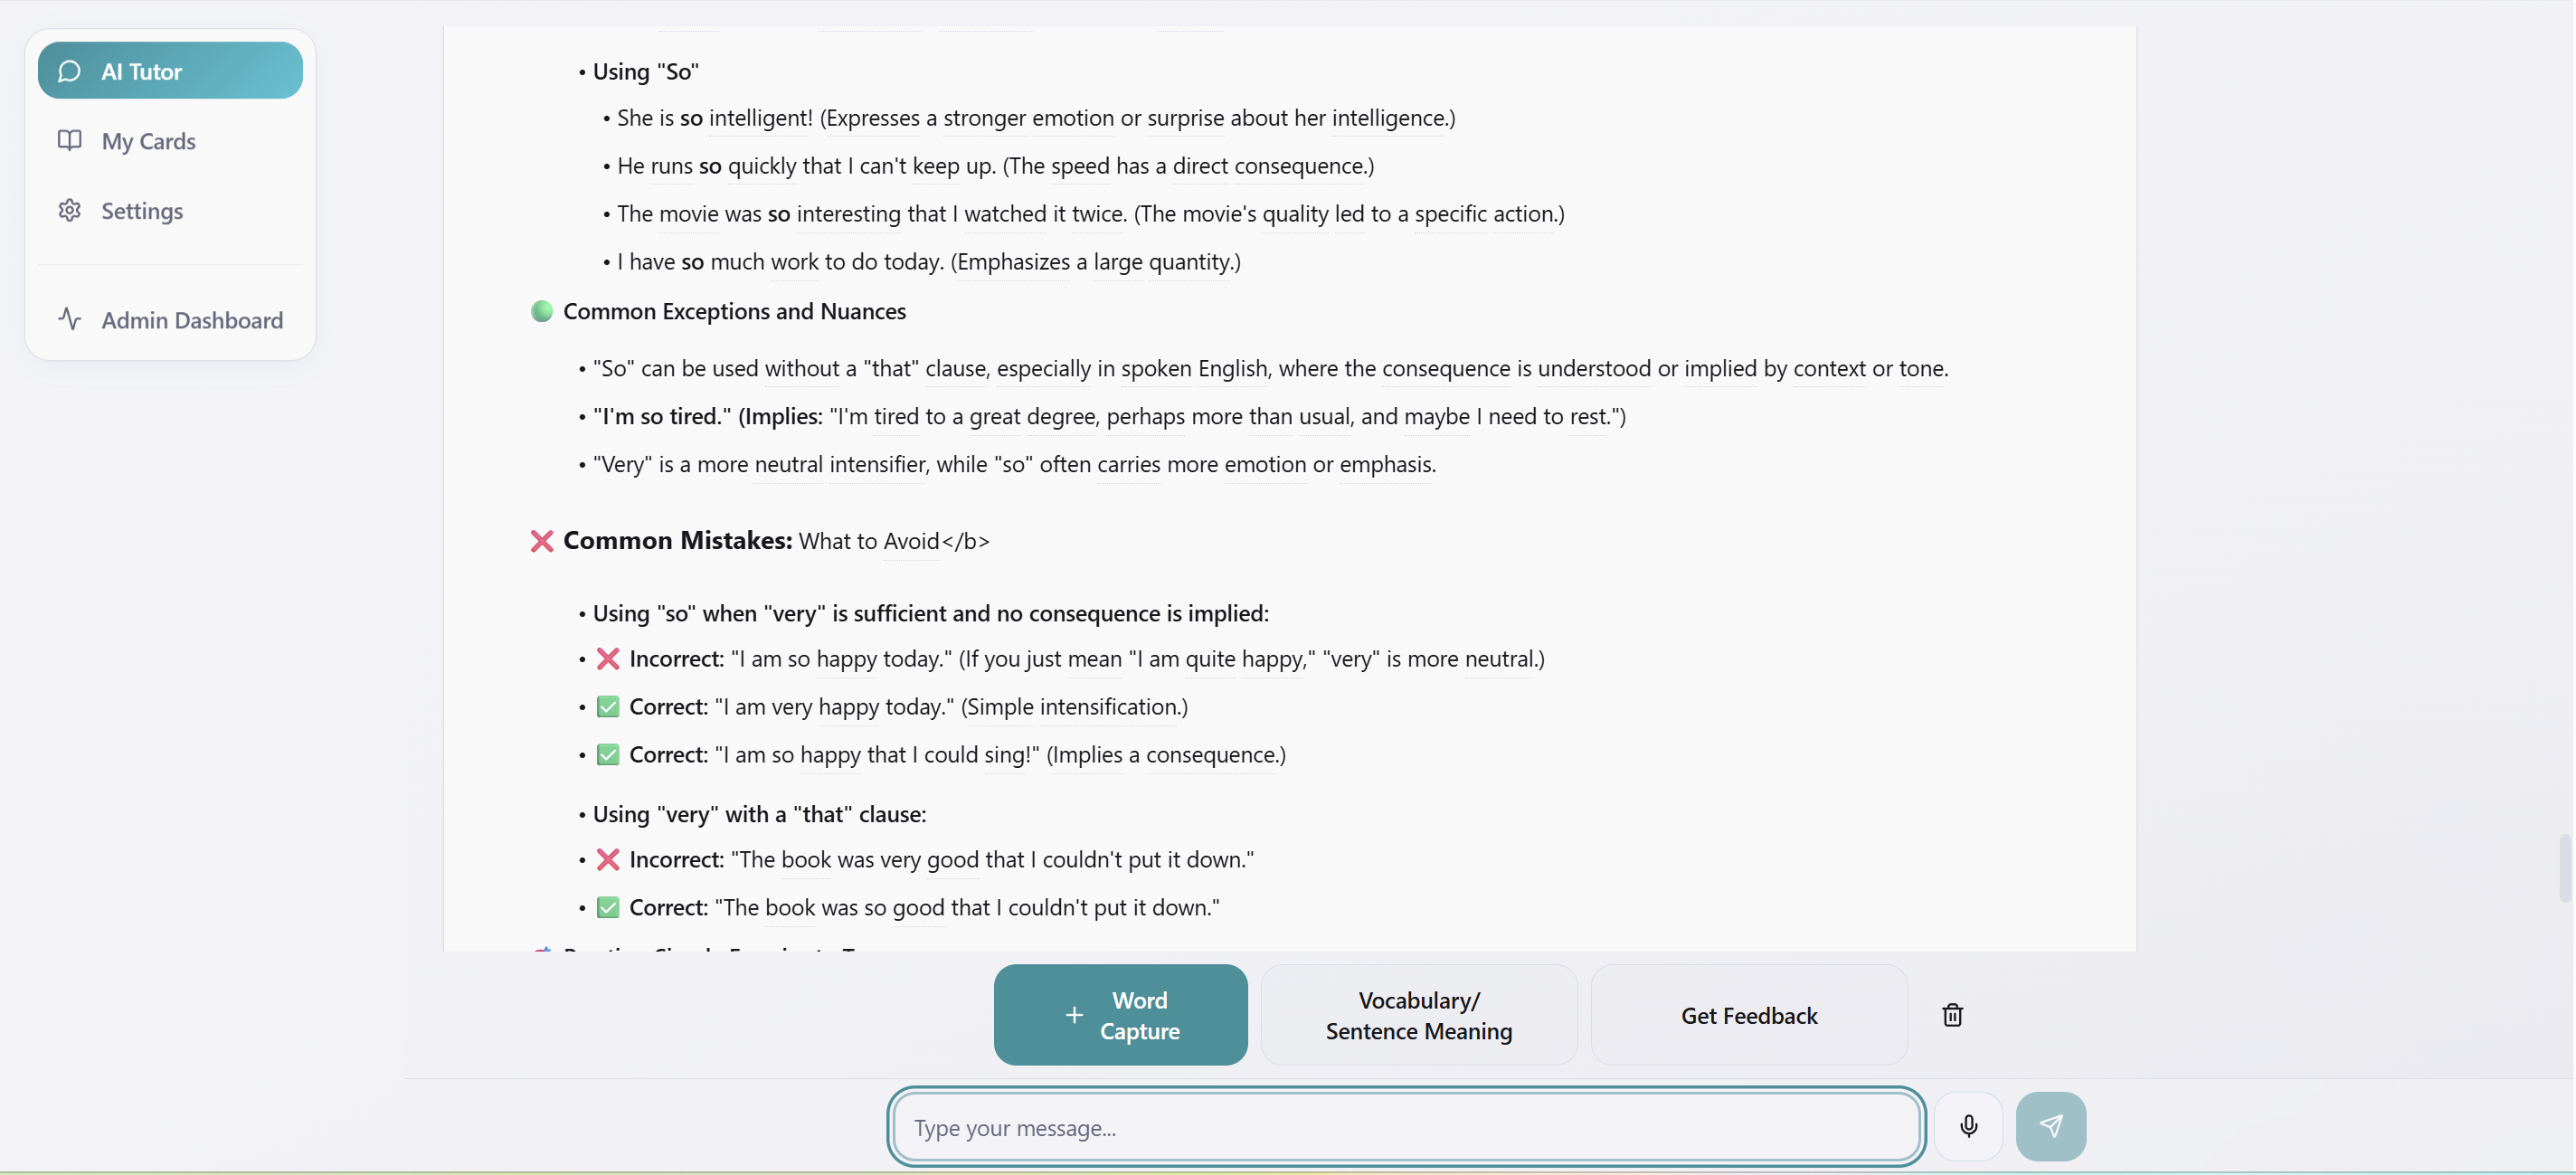 AI Tutor
My Cards
Settings
Admin Dashboard
• Using "So"
• She is so intelligent! (Expresses a stronger emotion or surprise about her intelligence.)
• He runs so quickly that I can't keep up. (The speed has a direct consequence.)
• The movie was so interesting that I watched it twice. (The movie's quality led to a specific action.)
• I have so much work to do today. (Emphasizes a large quantity.)
Common Exceptions and Nuances
• "So" can be used without a "that" clause, especially in spoken English, where the consequence is understood or implied by context or tone.
• "I'm so tired." (Implies: "I'm tired to a great degree, perhaps more than usual, and maybe I need to rest.")
• "Very" is a more neutral intensifier, while "so" often carries more emotion or emphasis.
❌ Common Mistakes: What to Avoid</b>
• Using "so" when "very" is sufficient and no consequence is implied:
• ❌ Incorrect: "I am so happy today." (If you just mean "I am quite happy," "very" is more neutral.)
• ✅ Correct: "I am very happy today." (Simple intensification.)
• ✅ Correct: "I am so happy that I could sing!" (Implies a consequence.)
• Using "very" with a "that" clause:
• ❌ Incorrect: "The book was very good that I couldn't put it down."
• ✅ Correct: "The book was so good that I couldn't put it down."
+ Word
Capture
Vocabulary/
Sentence Meaning
Get Feedback
Type your message...